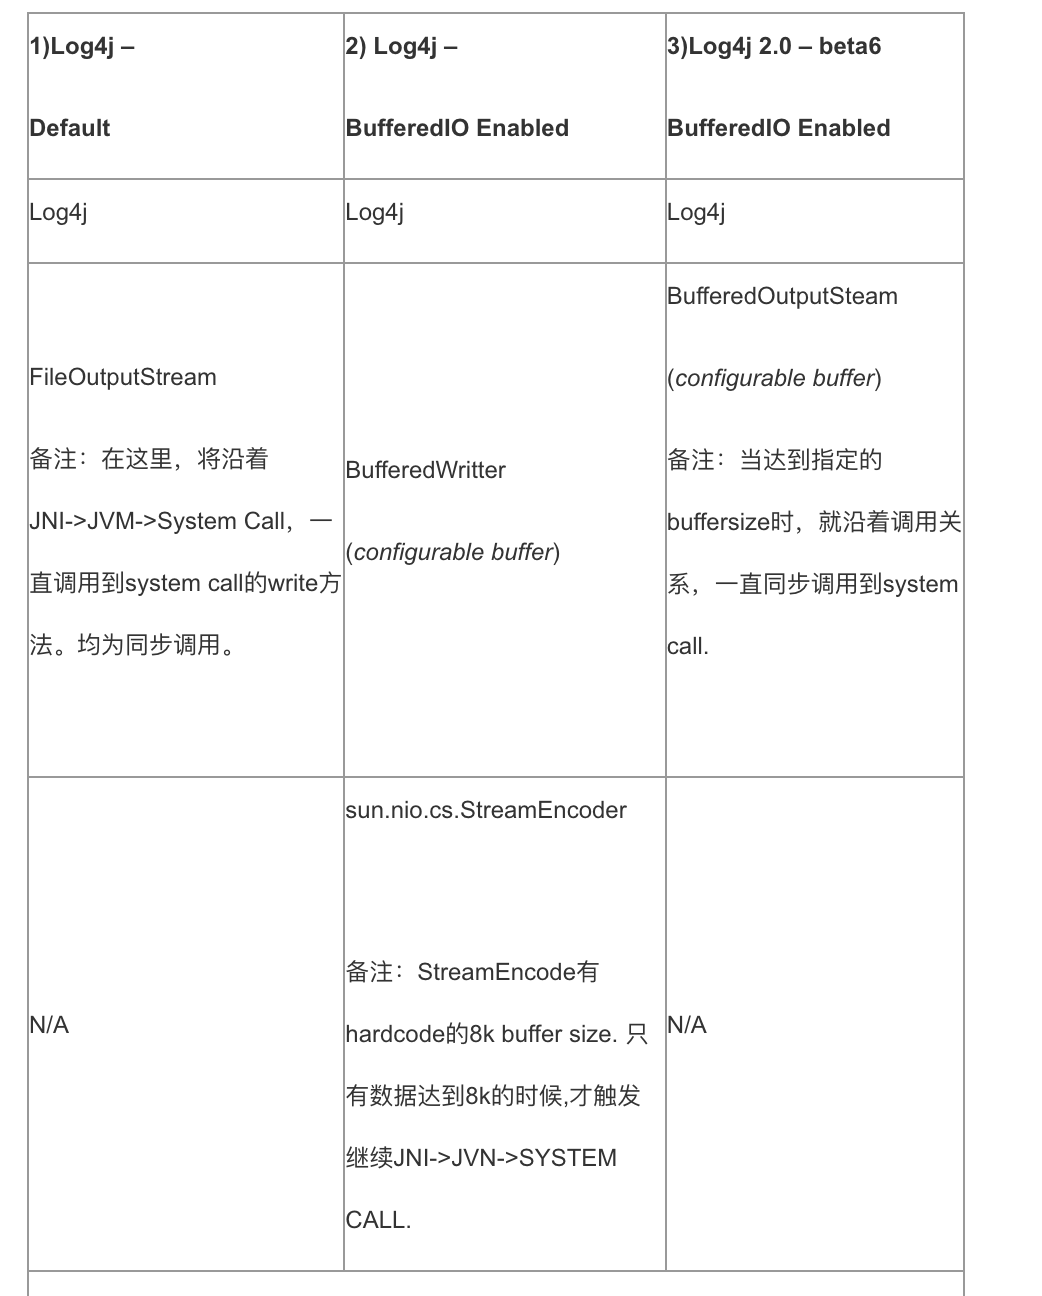 1)Log4j –
Default
2) Log4j –
BufferedIO Enabled
3)Log4j 2.0 – beta6
BufferedIO Enabled
Log4j
Log4j
Log4j
FileOutputStream
备注：在这里，将沿着
JNI->JVM->System Call，一
直调用到system call的write方
法。均为同步调用。
BufferedWritter
(configurable buffer)
BufferedOutputSteam
(configurable buffer)
备注：当达到指定的
buffersize时，就沿着调用关
系，一直同步调用到system
call.
N/A
sun.nio.cs.StreamEncoder
备注：StreamEncode有
hardcode的8k buffer size. 只
有数据达到8k的时候,才触发
继续JNI->JVN->SYSTEM
CALL.
N/A